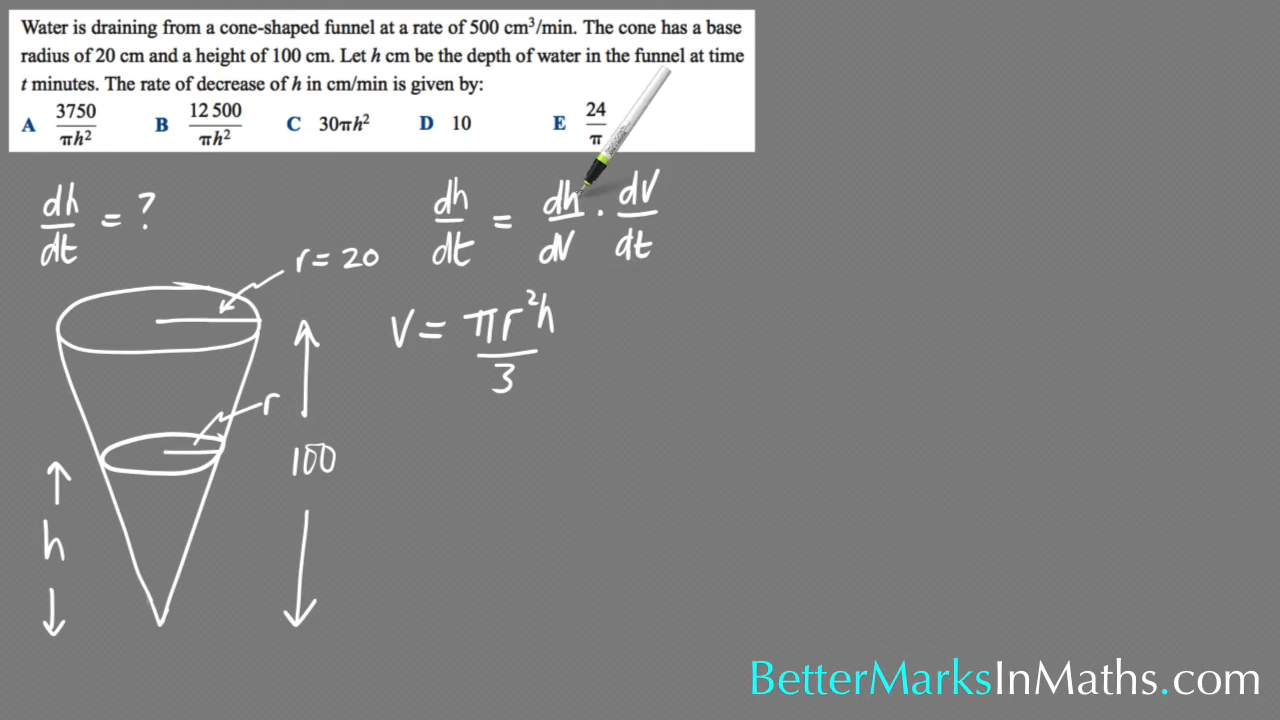 Water is draining from a cone-shaped funnel at a rate of 500 cm³/min. The cone has a base
radius of 20 cm and a height of 100 cm. Let h cm be the depth of water in the funnel at time
t minutes. The rate of decrease of h in cm/min is given by:
A 3750/πh² B 12 500/πh² C 30πh² D 10 E 24/π
dh/dt = ?
dh/dt = dh/dV · dV/dt
r = 20
V = πr²h/3
r
100
h
BetterMarksInMaths.com